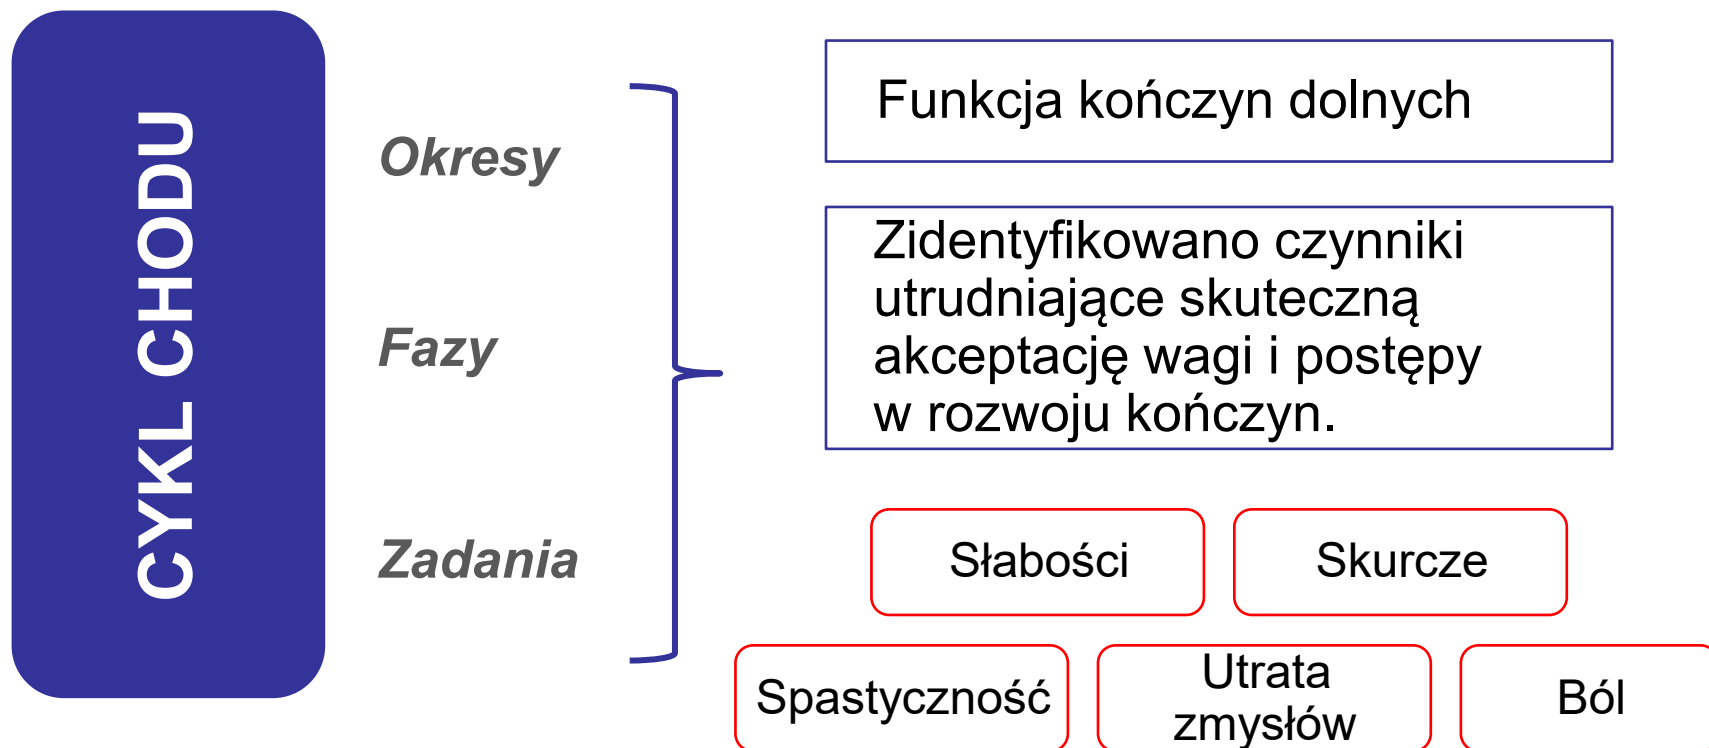 CYKL CHODU
Okresy
Fazy
Zadania
Funkcja kończyn dolnych
Zidentyfikowano czynniki
utrudniające skuteczną
akceptację wagi i postępy
w rozwoju kończyn.
Słabości
Skurcze
Spastyczność
Utrata
zmysłów
Ból